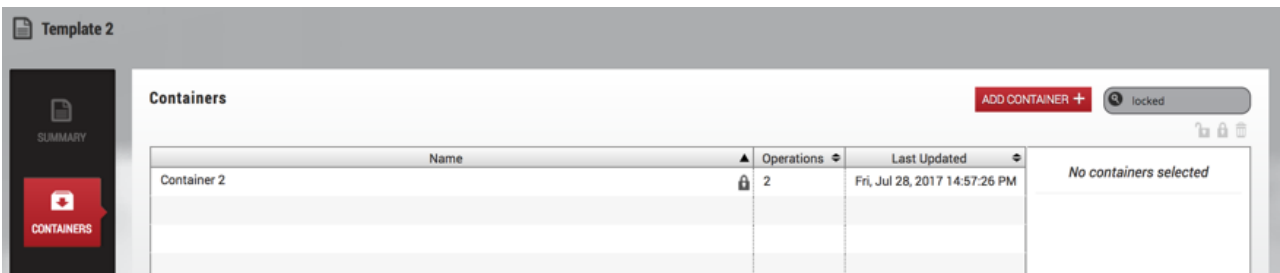 Template 2
SUMMARY
CONTAINERS
Containers
ADD CONTAINER +
locked
Name Operations Last Updated
Container 2 2 Fri, Jul 28, 2017 14:57:26 PM
No containers selected